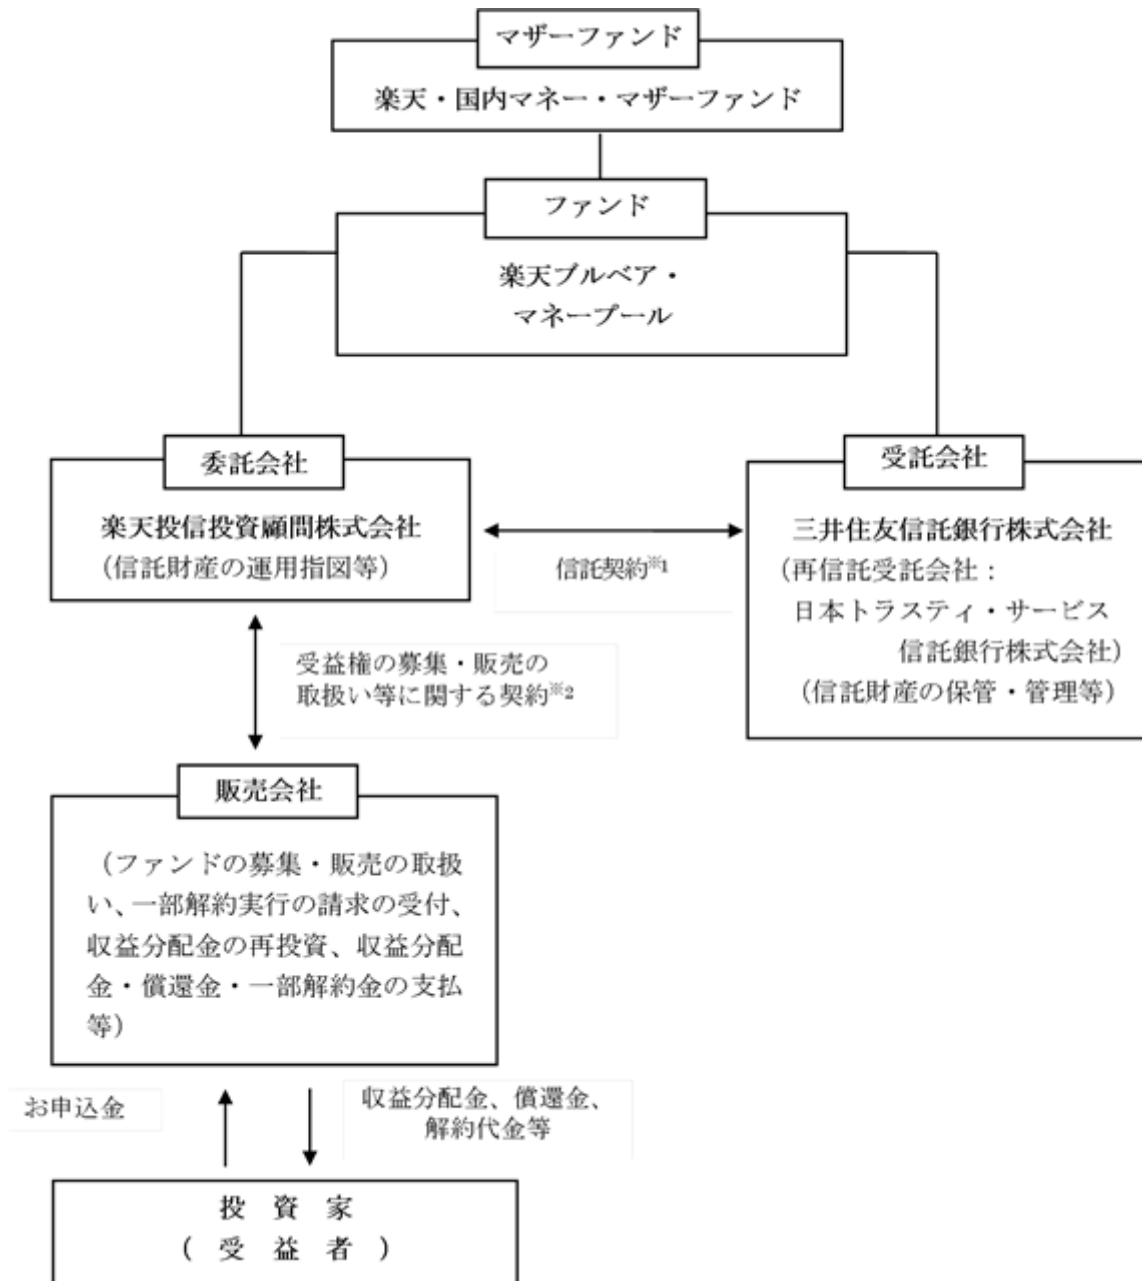 マザーファンド
楽天・国内マネー・マザーファンド
ファンド
楽天ブルベア・
マネープール
委託会社
楽天投信投資顧問株式会社
（信託財産の運用指図等）
信託契約※1
受託会社
三井住友信託銀行株式会社
（再信託受託会社：
日本トラスティ・サービス
信託銀行株式会社）
（信託財産の保管・管理等）
受益権の募集・販売の
取扱い等に関する契約※2
販売会社
（ファンドの募集・販売の取扱
い、一部解約実行の請求の受付、
収益分配金の再投資、収益分配
金・償還金・一部解約金の支払
等）
お申込金
収益分配金、償還金、
解約代金等
投 資 家
（ 受 益 者 ）